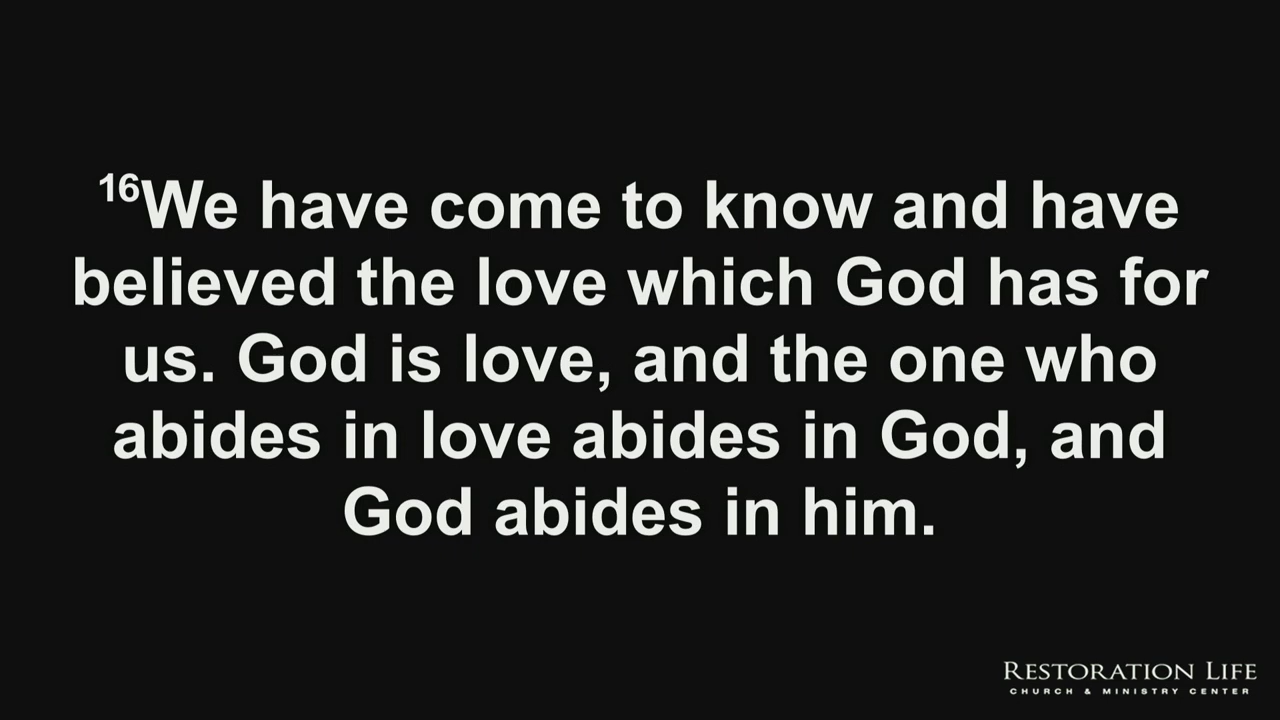 16We have come to know and have
believed the love which God has for
us. God is love, and the one who
abides in love abides in God, and
God abides in him.
RESTORATION LIFE
CHURCH & MINISTRY CENTER